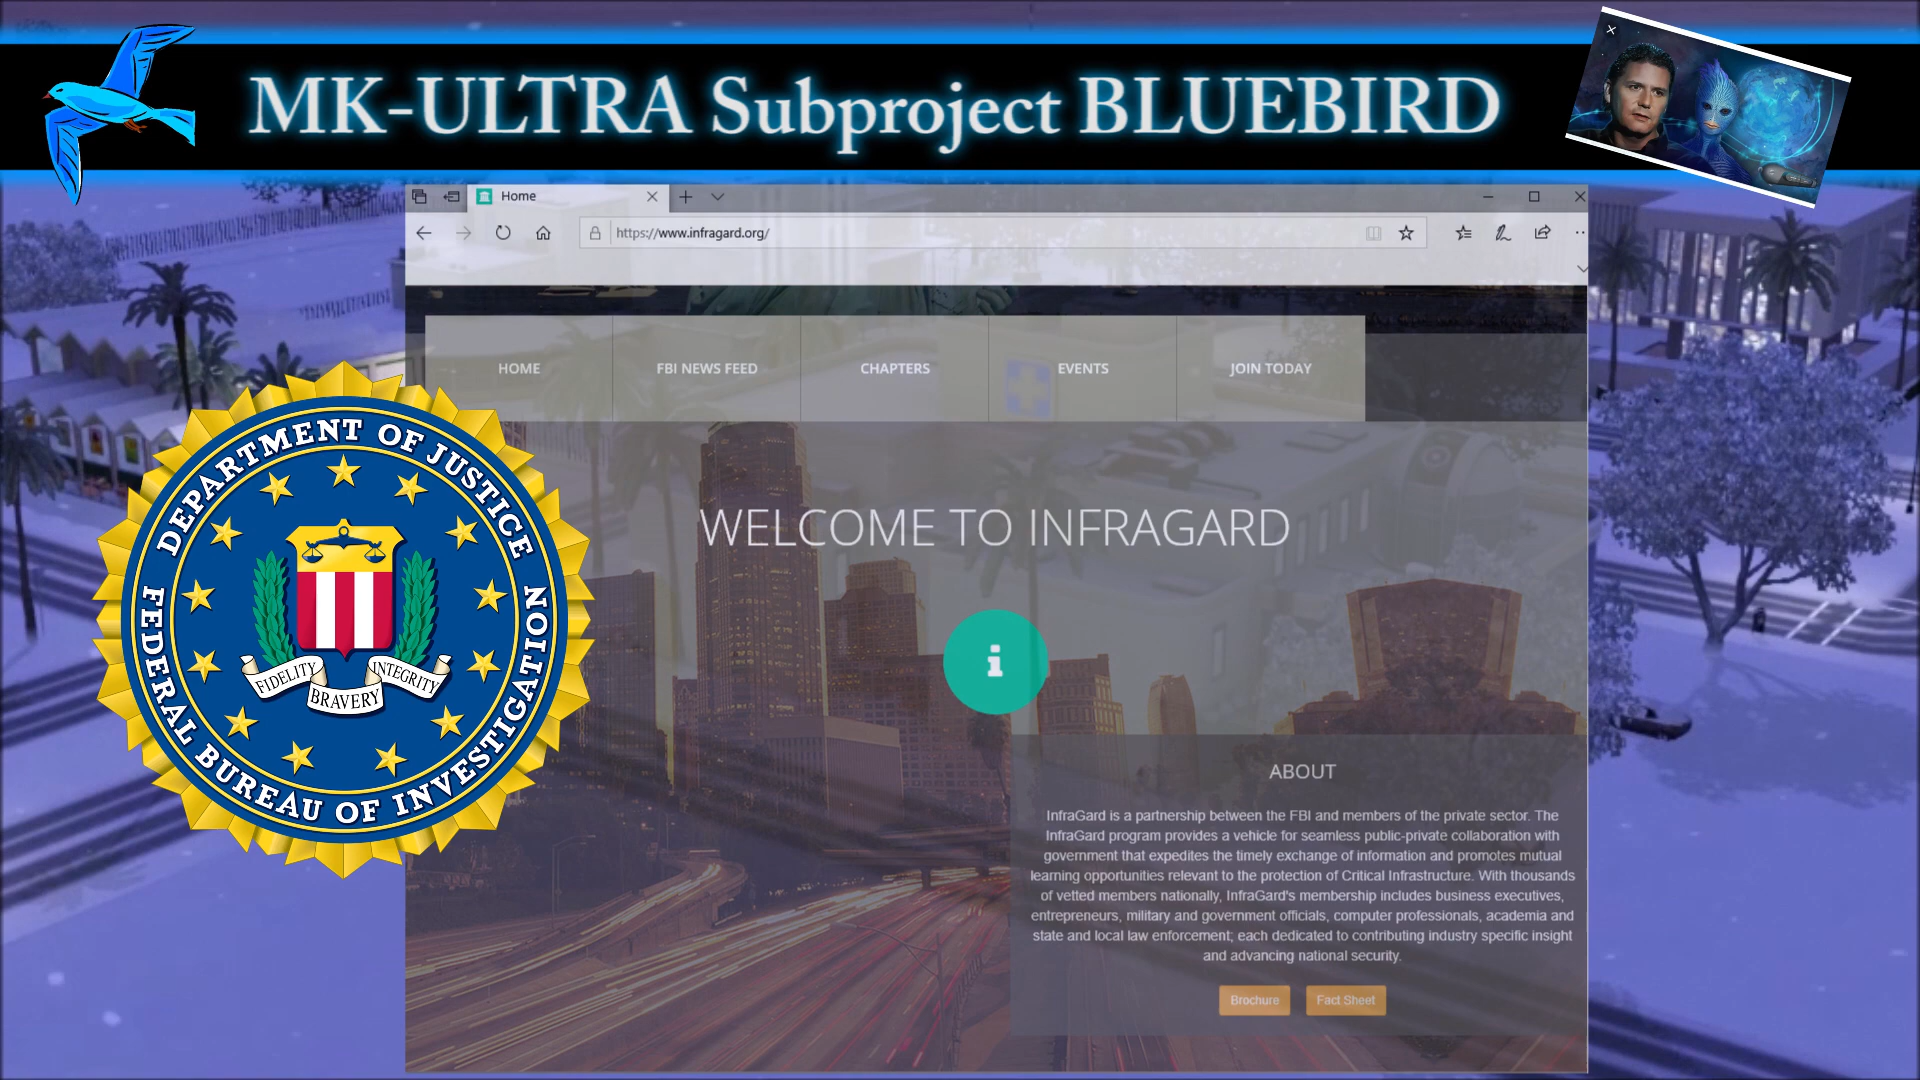 MK-ULTRA Subproject BLUEBIRD
Home
https://www.infragard.org/
HOME
FBI NEWS FEED
CHAPTERS
EVENTS
JOIN TODAY
DEPARTMENT OF JUSTICE
FEDERAL BUREAU OF INVESTIGATION
FIDELITY
BRAVERY
INTEGRITY
WELCOME TO INFRAGARD
ABOUT
InfraGard is a partnership between the FBI and members of the private sector. The
InfraGard program provides a vehicle for seamless public-private collaboration with
government that expedites the timely exchange of information and promotes mutual
learning opportunities relevant to the protection of Critical Infrastructure. With thousands
of vetted members nationally, InfraGard's membership includes business executives,
entrepreneurs, military and government officials, computer professionals, academia and
state and local law enforcement; each dedicated to contributing industry specific insight
and advancing national security.
Brochure
Fact Sheet